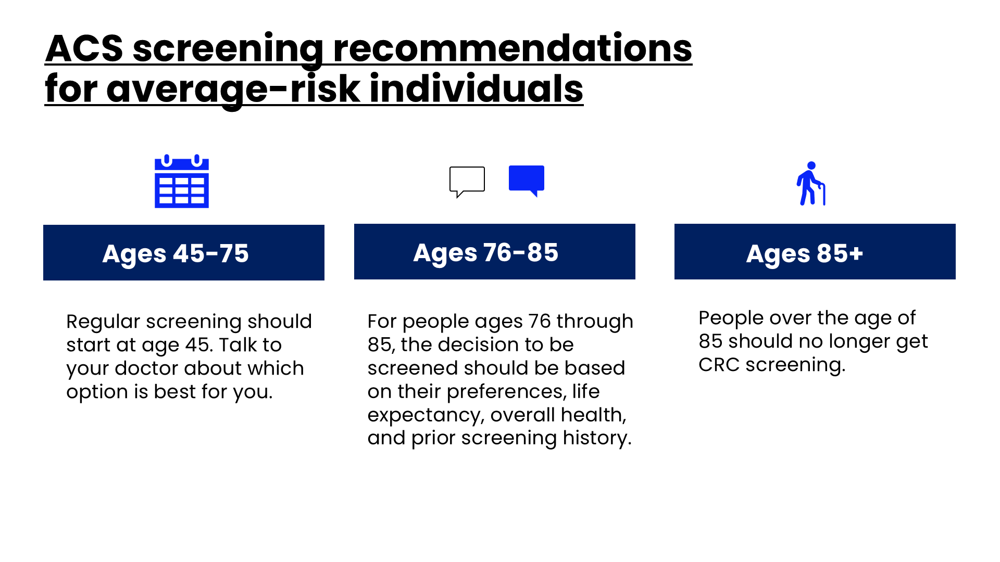 ACS screening recommendations
for average-risk individuals
Ages 45-75
Regular screening should
start at age 45. Talk to
your doctor about which
option is best for you.
Ages 76-85
For people ages 76 through
85, the decision to be
screened should be based
on their preferences, life
expectancy, overall health,
and prior screening history.
Ages 85+
People over the age of
85 should no longer get
CRC screening.